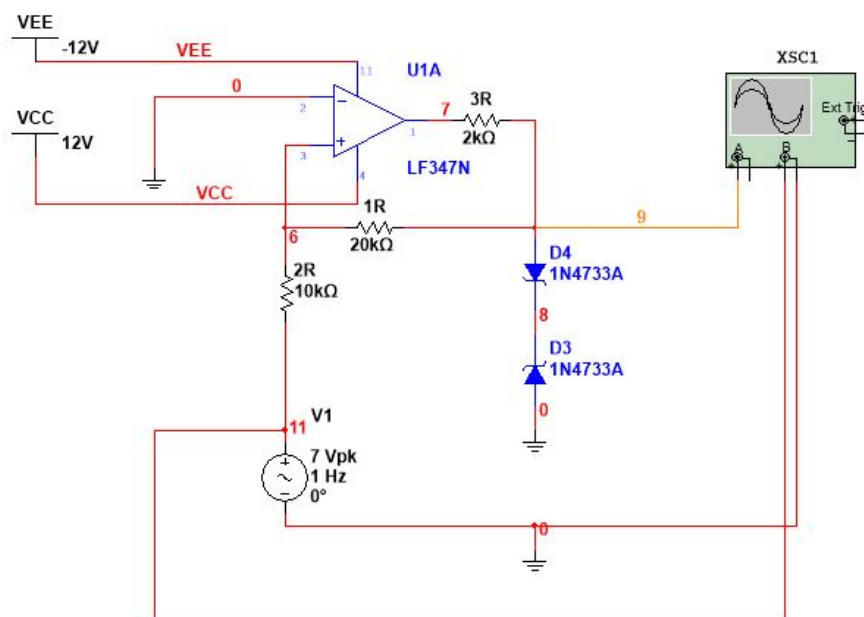 VEE
-12V
VEE
VCC
12V
VCC
0
2
3
11
4
1
U1A
LF347N
7
3R
2kΩ
XSC1
Ext Trig
A
B
9
6
1R
20kΩ
2R
10kΩ
D4
1N4733A
8
D3
1N4733A
0
V1
11
7 Vpk
1 Hz
0°
0